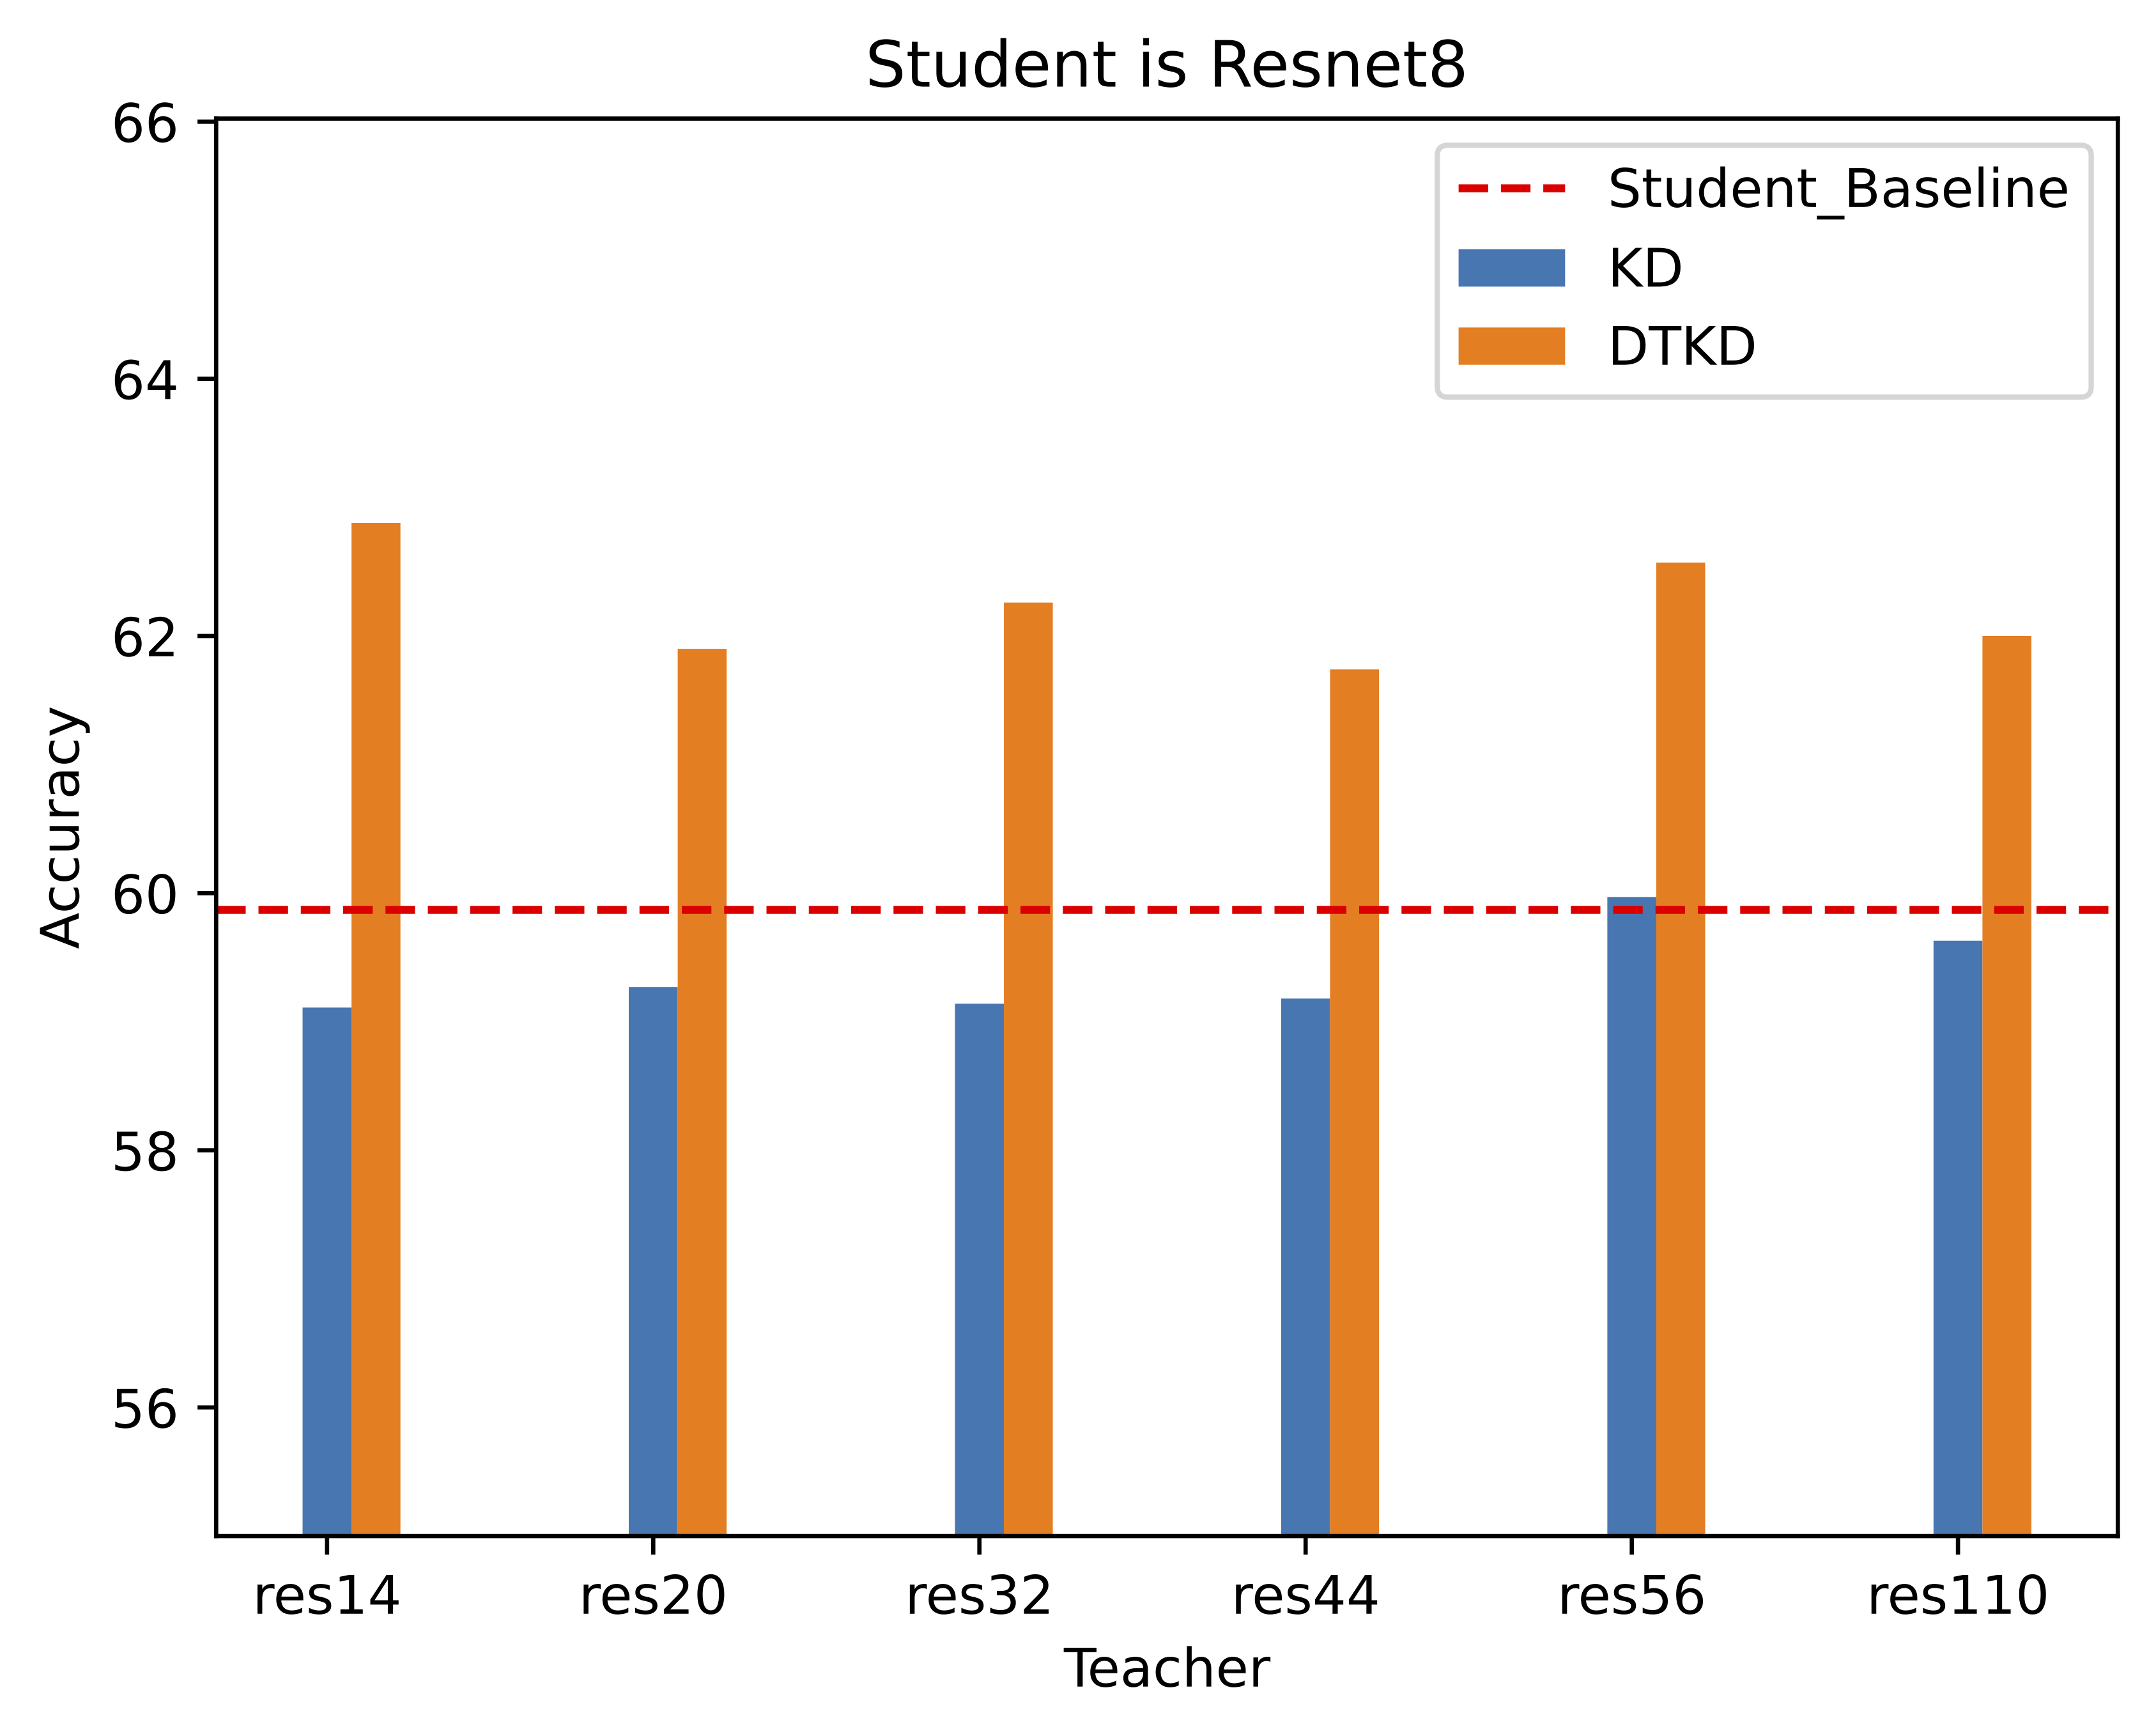 Student is Resnet8
66
64
62
60
58
56
Accuracy
Student_Baseline
KD
DTKD
res14 res20 res32 res44 res56 res110
Teacher